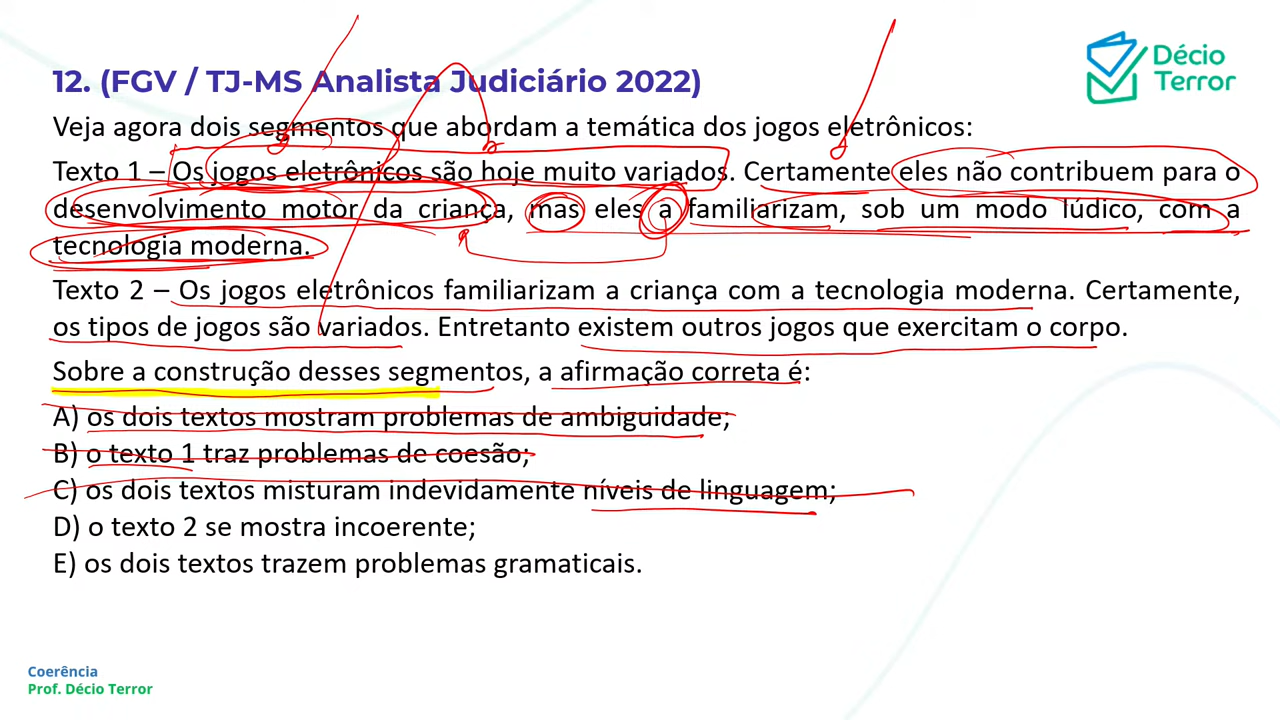 Décio
Terror
12. (FGV / TJ-MS Analista Judiciário 2022)
Veja agora dois segmentos que abordam a temática dos jogos eletrônicos:
Texto 1 – Os jogos eletrônicos são hoje muito variados. Certamente eles não contribuem para o
desenvolvimento motor da criança, mas eles a familiarizam, sob um modo lúdico, com a
tecnologia moderna.
Texto 2 – Os jogos eletrônicos familiarizam a criança com a tecnologia moderna. Certamente,
os tipos de jogos são variados. Entretanto existem outros jogos que exercitam o corpo.
Sobre a construção desses segmentos, a afirmação correta é:
A) os dois textos mostram problemas de ambiguidade;
B) o texto 1 traz problemas de coesão;
C) os dois textos misturam indevidamente níveis de linguagem;
D) o texto 2 se mostra incoerente;
E) os dois textos trazem problemas gramaticais.
Coerência
Prof. Décio Terror